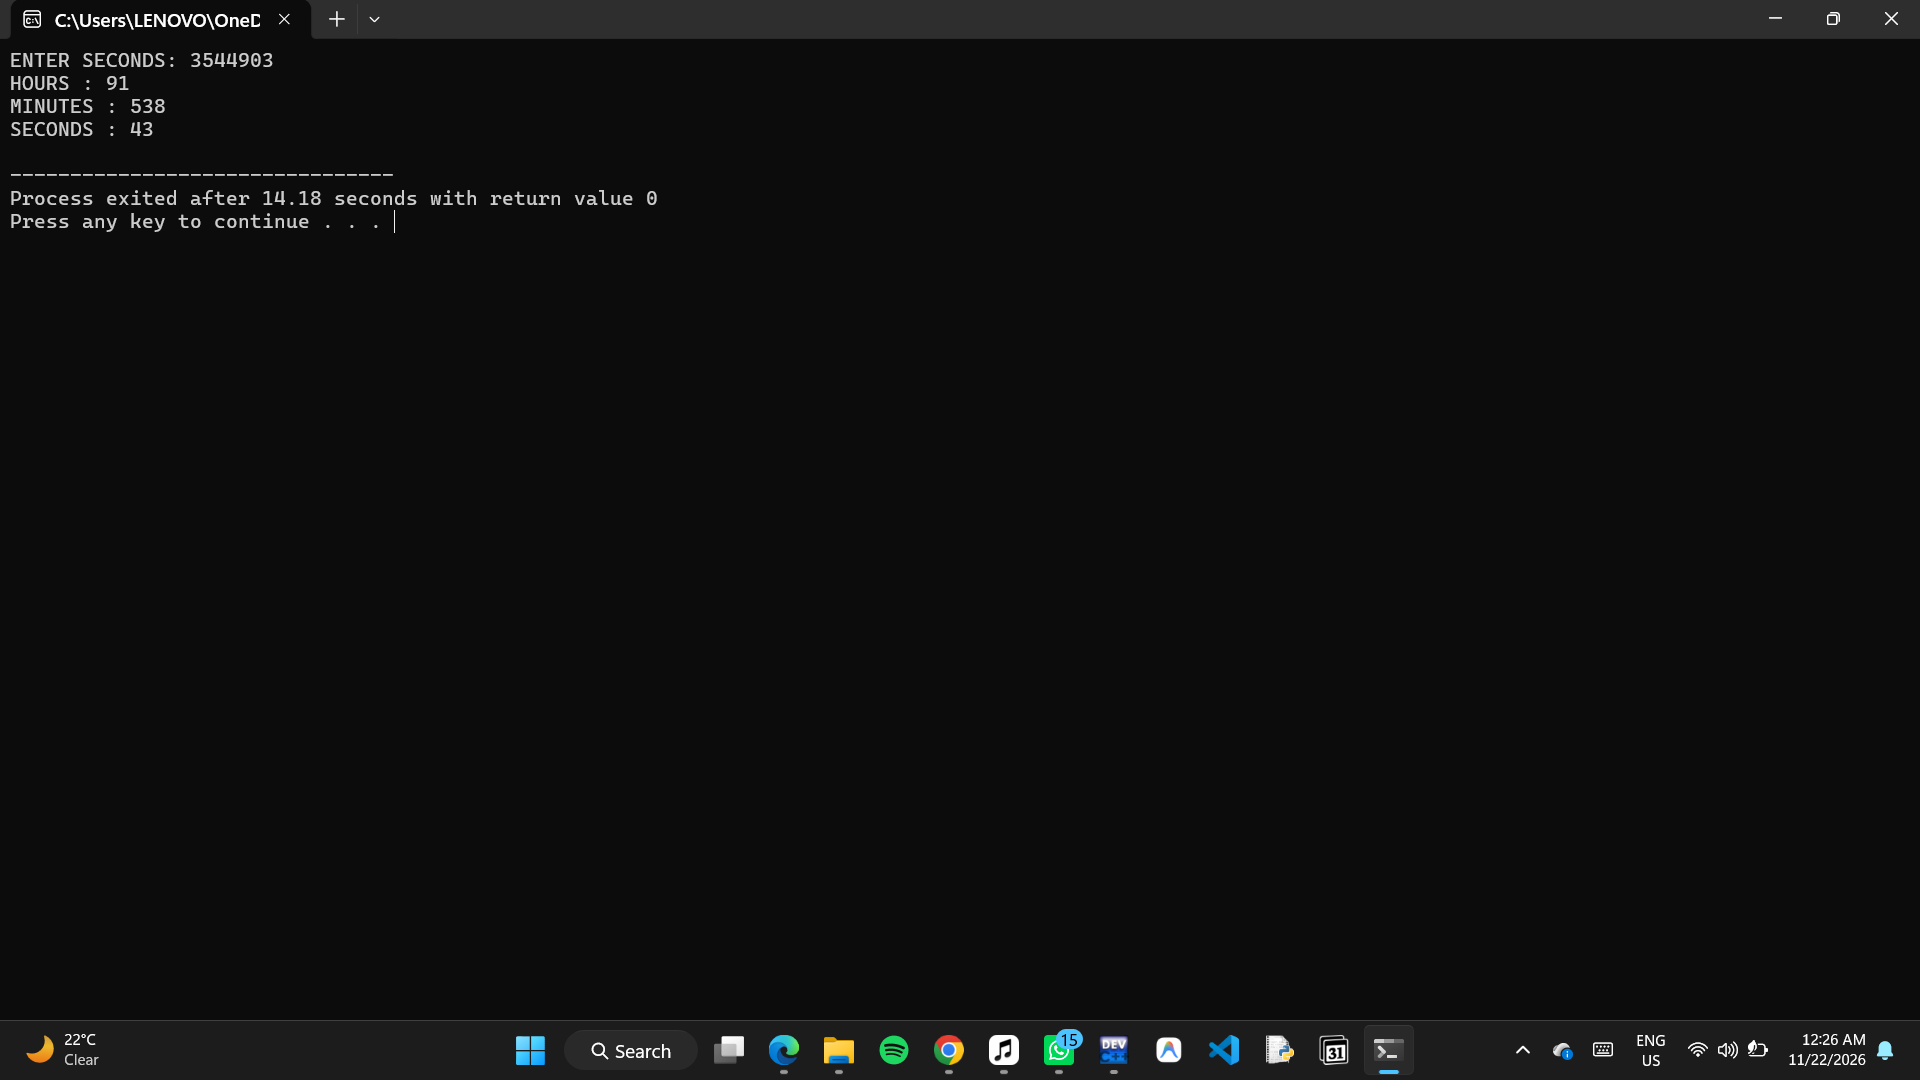 C:\Users\LENOVO\OneD
ENTER SECONDS: 3544903
HOURS : 91
MINUTES : 538
SECONDS : 43
--------------------------------
Process exited after 14.18 seconds with return value 0
Press any key to continue . . .
22°C
Clear
Search
15
DEV
C++
31
ENG
US
12:26 AM
11/22/2026